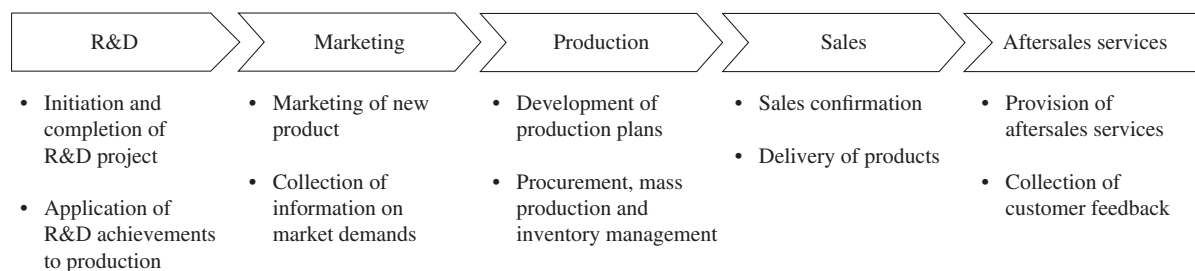 R&D
Marketing
Production
Sales
Aftersales services
• Initiation and
completion of
R&D project
• Application of
R&D achievements
to production
• Marketing of new
product
• Collection of
information on
market demands
• Development of
production plans
• Procurement, mass
production and
inventory management
• Sales confirmation
• Delivery of products
• Provision of
aftersales services
• Collection of
customer feedback